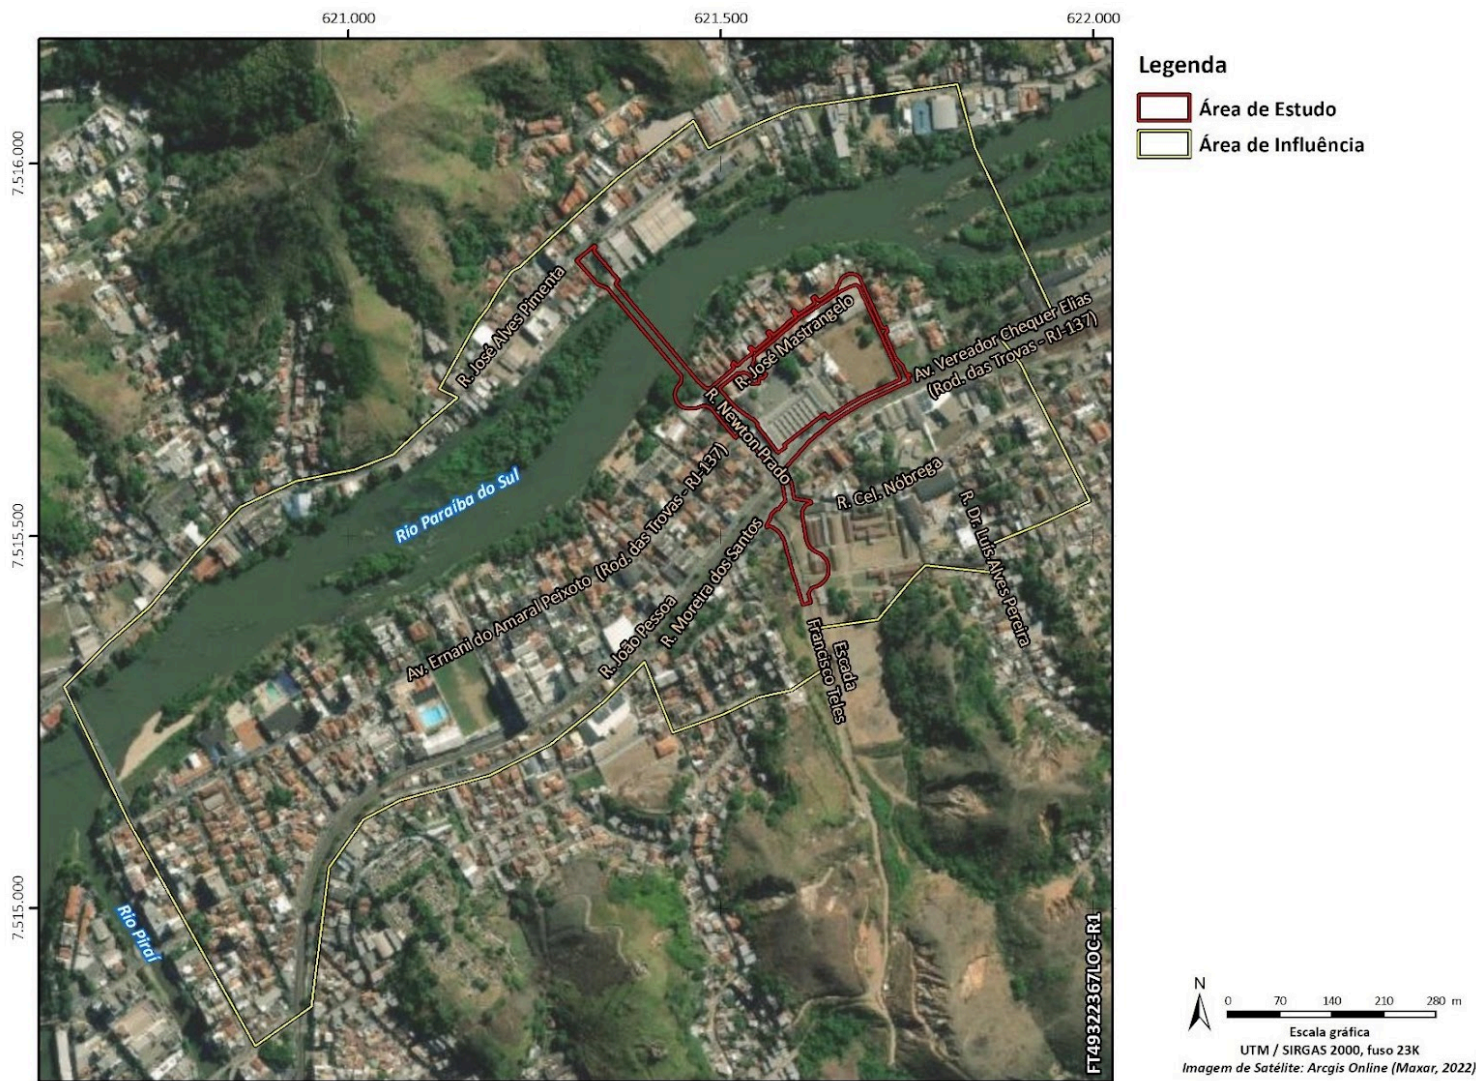 621.000
621.500
622.000
Legenda
Área de Estudo
Área de Influência
7.516.000
R. José Alves Pimenta
R. José Mastrangelo
Av. Vereador Chequer Elias
(Rod. das Trovas - RJ-137)
R. Newton Prado
Rio Paraíba do Sul
R. Cel. Nóbrega
7.515.500
R. Dr. Luis Alves Pereira
Av. Ernani do Amaral Peixoto (Rod. das Trovas - RJ-137)
R. João Pessoa
R. Moreira dos Santos
Escada
Francisco Teles
7.515.000
Rio Piraí
FT49322367LOC-R1
N
0 70 140 210 280 m
Escala gráfica
UTM / SIRGAS 2000, fuso 23K
Imagem de Satélite: Arcgis Online (Maxar, 2022)